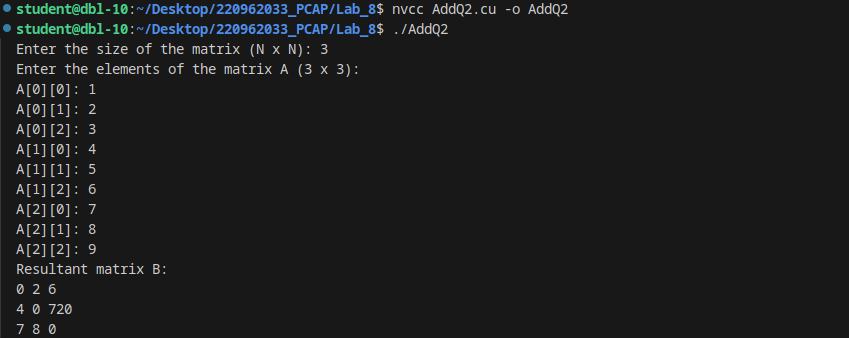 student@dbl-10:~/Desktop/220962033_PCAP/Lab_8$ nvcc AddQ2.cu -o AddQ2
student@dbl-10:~/Desktop/220962033_PCAP/Lab_8$ ./AddQ2
Enter the size of the matrix (N x N): 3
Enter the elements of the matrix A (3 x 3):
A[0][0]: 1
A[0][1]: 2
A[0][2]: 3
A[1][0]: 4
A[1][1]: 5
A[1][2]: 6
A[2][0]: 7
A[2][1]: 8
A[2][2]: 9
Resultant matrix B:
0 2 6
4 0 720
7 8 0